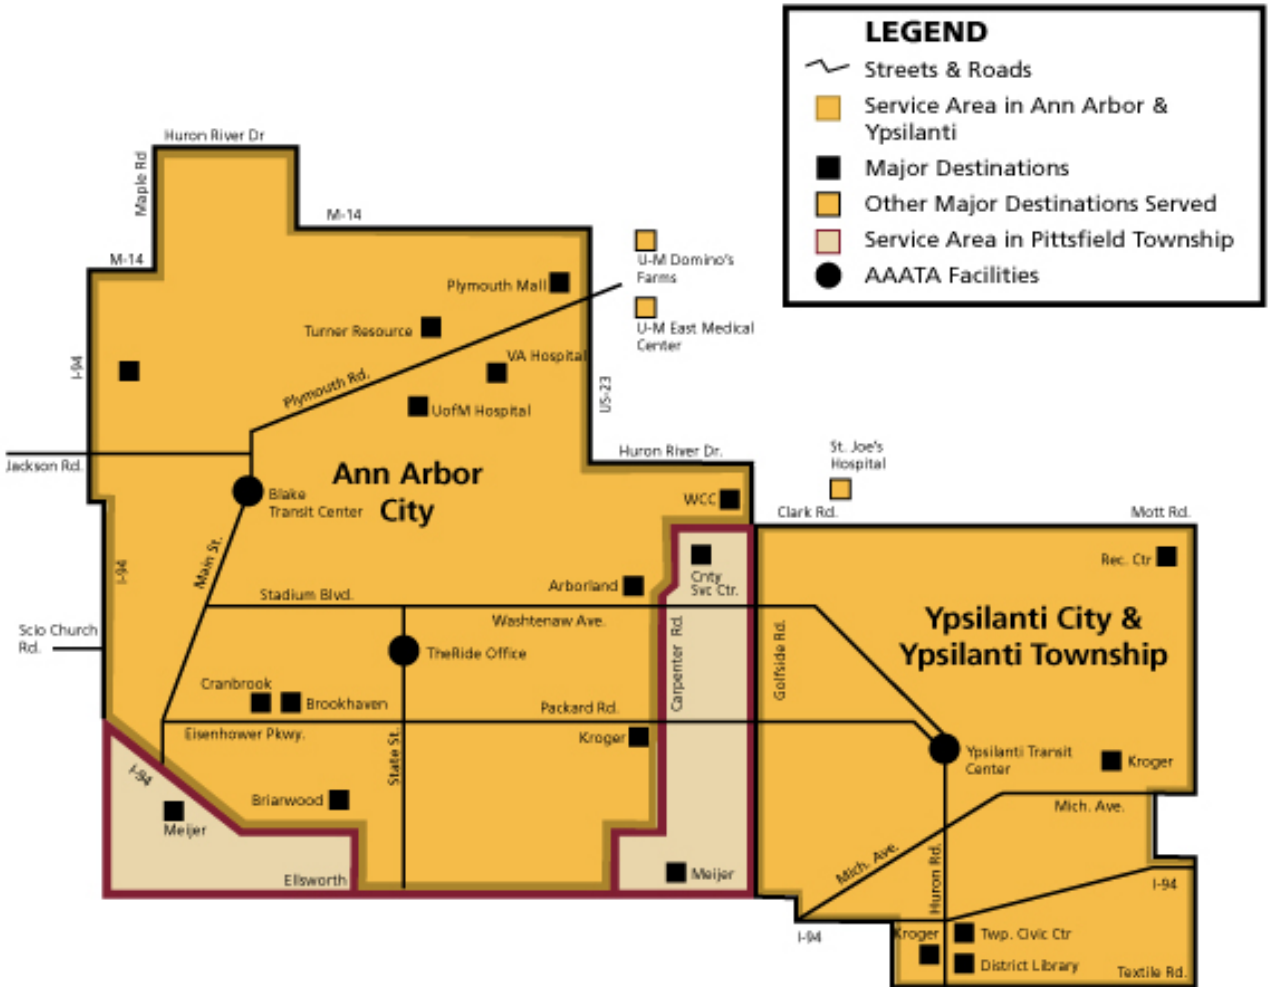 LEGEND
Streets & Roads
Service Area in Ann Arbor &
Ypsilanti
Major Destinations
Other Major Destinations Served
Service Area in Pittsfield Township
AAATA Facilities
Huron River Dr
Maple Rd
M-14
M-14
U-M Domino's
Farms
Plymouth Mall
U-M East Medical
Center
Turner Resource
VA Hospital
I-94
Plymouth Rd.
US-23
UofM Hospital
Huron River Dr.
St. Joe's
Hospital
Jackson Rd.
Ann Arbor
City
Blake
Transit Center
WCC
Clark Rd.
Mott Rd.
I-94
Main St.
Rec. Ctr
Cnty
Svc Ctr.
Arborland
Stadium Blvd.
Washtenaw Ave.
Ypsilanti City &
Ypsilanti Township
Scio Church
Rd.
TheRide Office
Carpenter Rd.
Golfside Rd.
Cranbrook
Brookhaven
Packard Rd.
Eisenhower Pkwy.
Kroger
State St.
Ypsilanti Transit
Center
Kroger
I-94
Briarwood
Mich. Ave.
Meijer
Mich. Ave.
Huron Rd.
Ellsworth
Meijer
I-94
I-94
Kroger
Twp. Civic Ctr
District Library
Textile Rd.